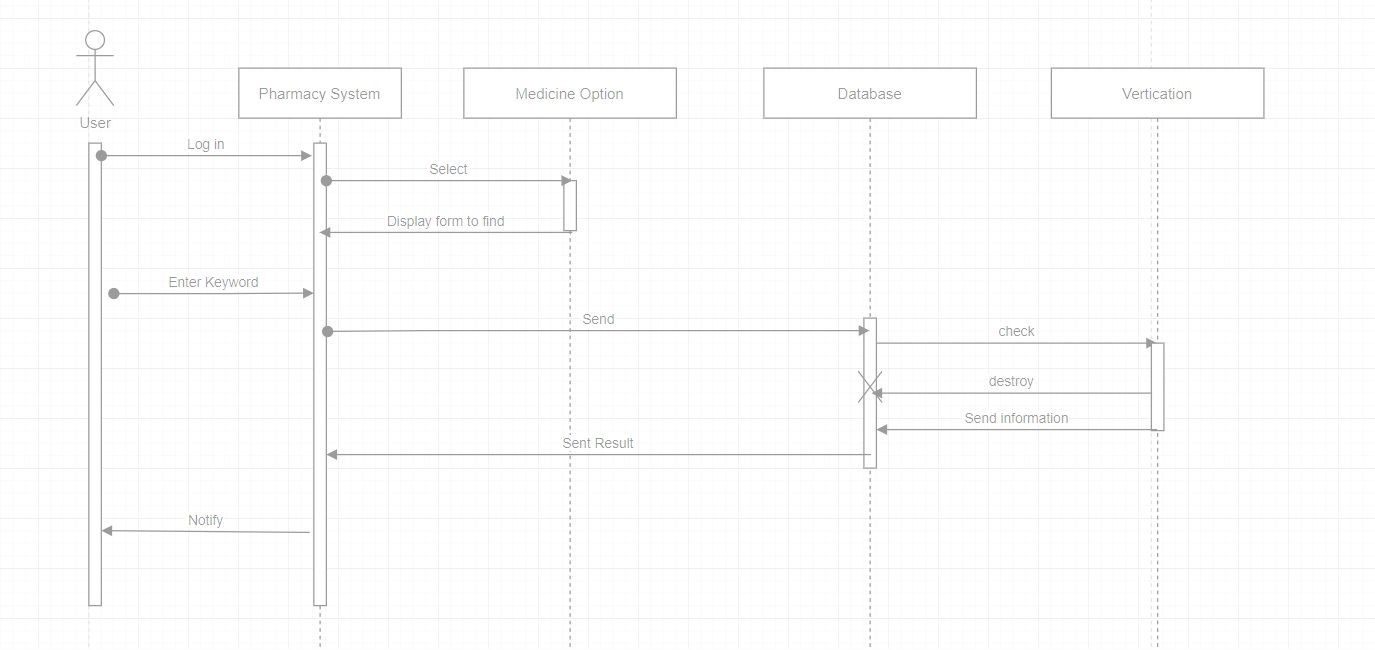 User
Pharmacy System
Medicine Option
Database
Vertication
Log in
Select
Display form to find
Enter Keyword
Send
check
destroy
Send information
Sent Result
Notify